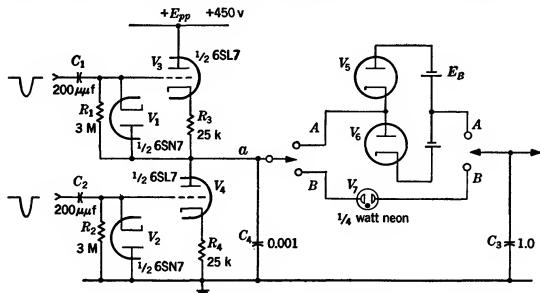 +E_pp +450 v
C_1
200 μμf
R_1
3 M
V_1
1/2 6SN7
V_3
1/2 6SL7
R_3
25 k
a
1/2 6SL7
V_4
C_2
200 μμf
R_2
3 M
V_2
1/2 6SN7
R_4
25 k
C_4
0.001
A
B
V_5
V_6
E_B
V_7
1/4 watt neon
A
B
C_3
1.0